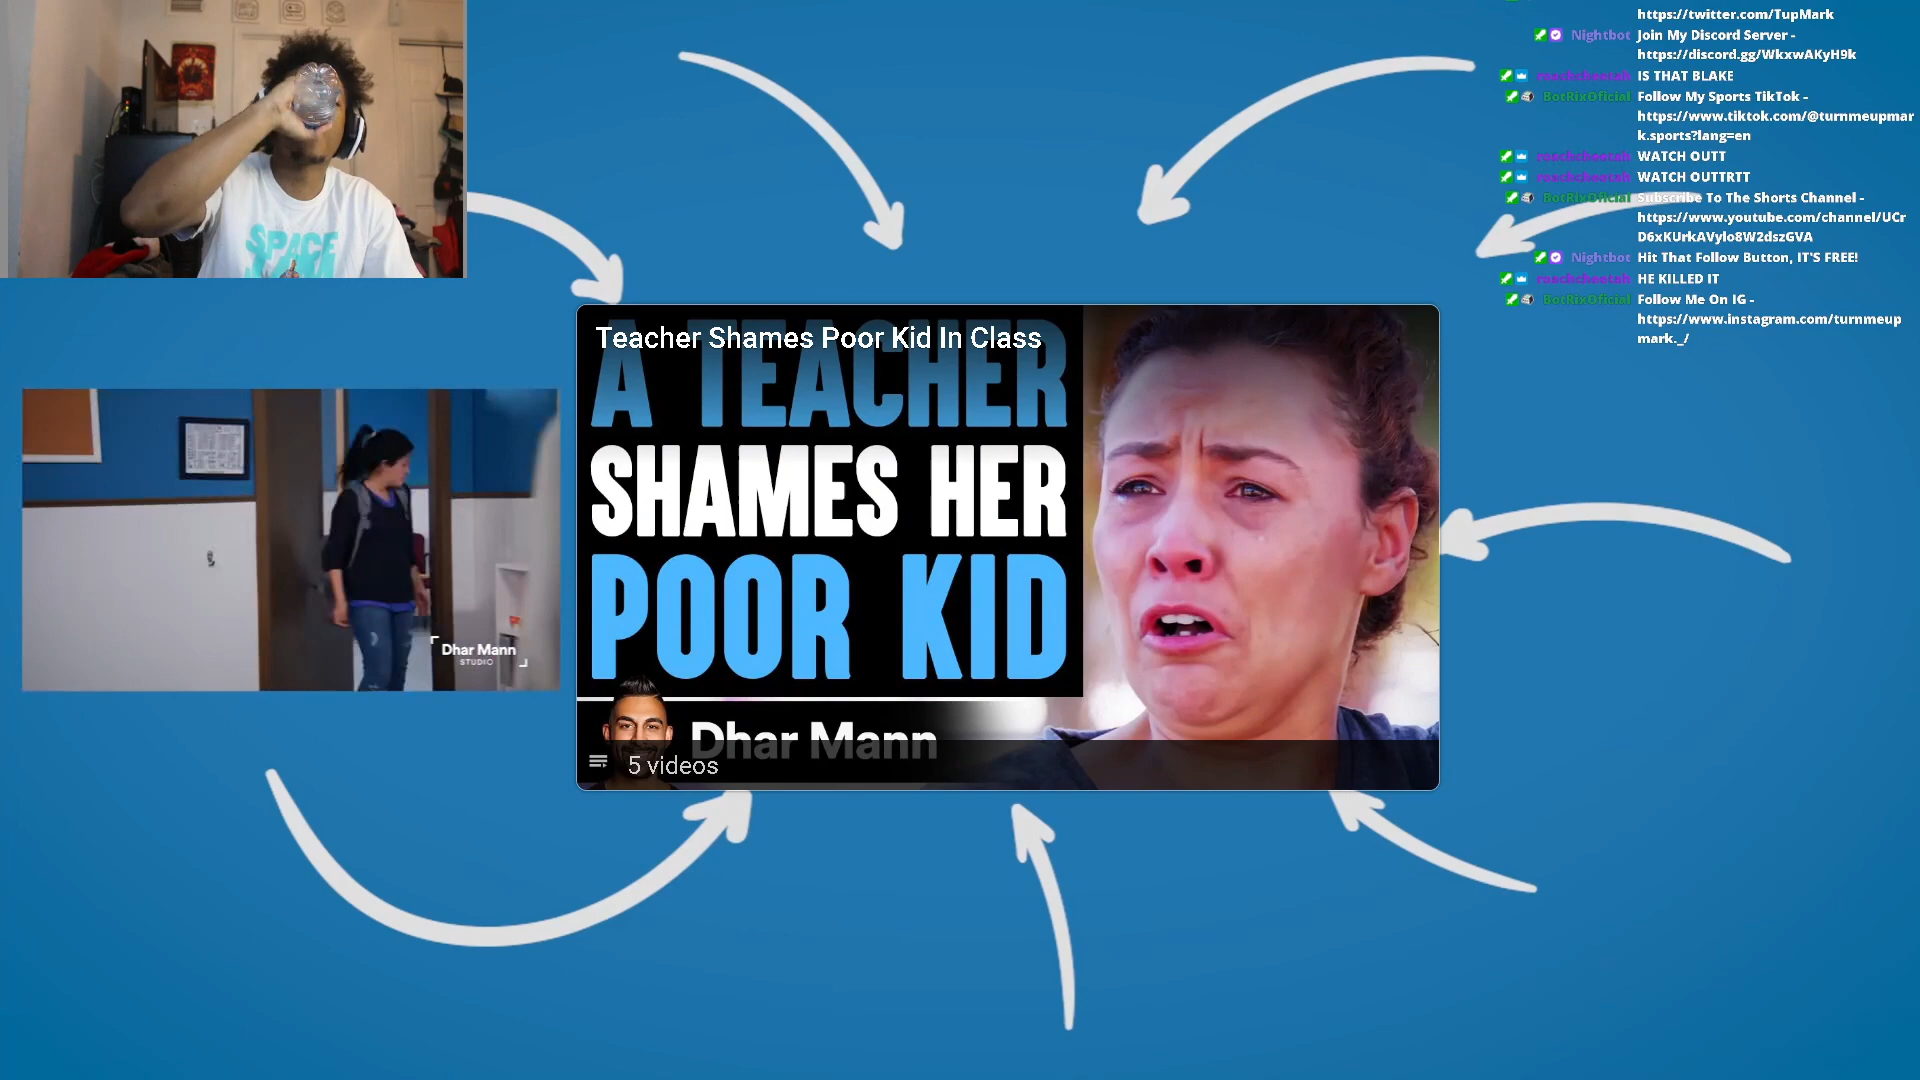 SPACE
https://twitter.com/TupMark
Nightbot Join My Discord Server -
https://discord.gg/WkxwAKyH9k
IS THAT BLAKE
BotRixOficial Follow My Sports TikTok -
https://www.tiktok.com/@turnmeupmar
k.sports?lang=en
WATCH OUTT
WATCH OUTTRTT
BotRixOficial Subscribe To The Shorts Channel -
https://www.youtube.com/channel/UCr
D6xKUrkAVylo8W2dszGVA
Nightbot Hit That Follow Button, IT'S FREE!
HE KILLED IT
BotRixOficial Follow Me On IG -
https://www.instagram.com/turnmeup
mark._/
Teacher Shames Poor Kid In Class
A TEACHER
SHAMES HER
POOR KID
Dhar Mann
5 videos
Dhar Mann
STUDIO